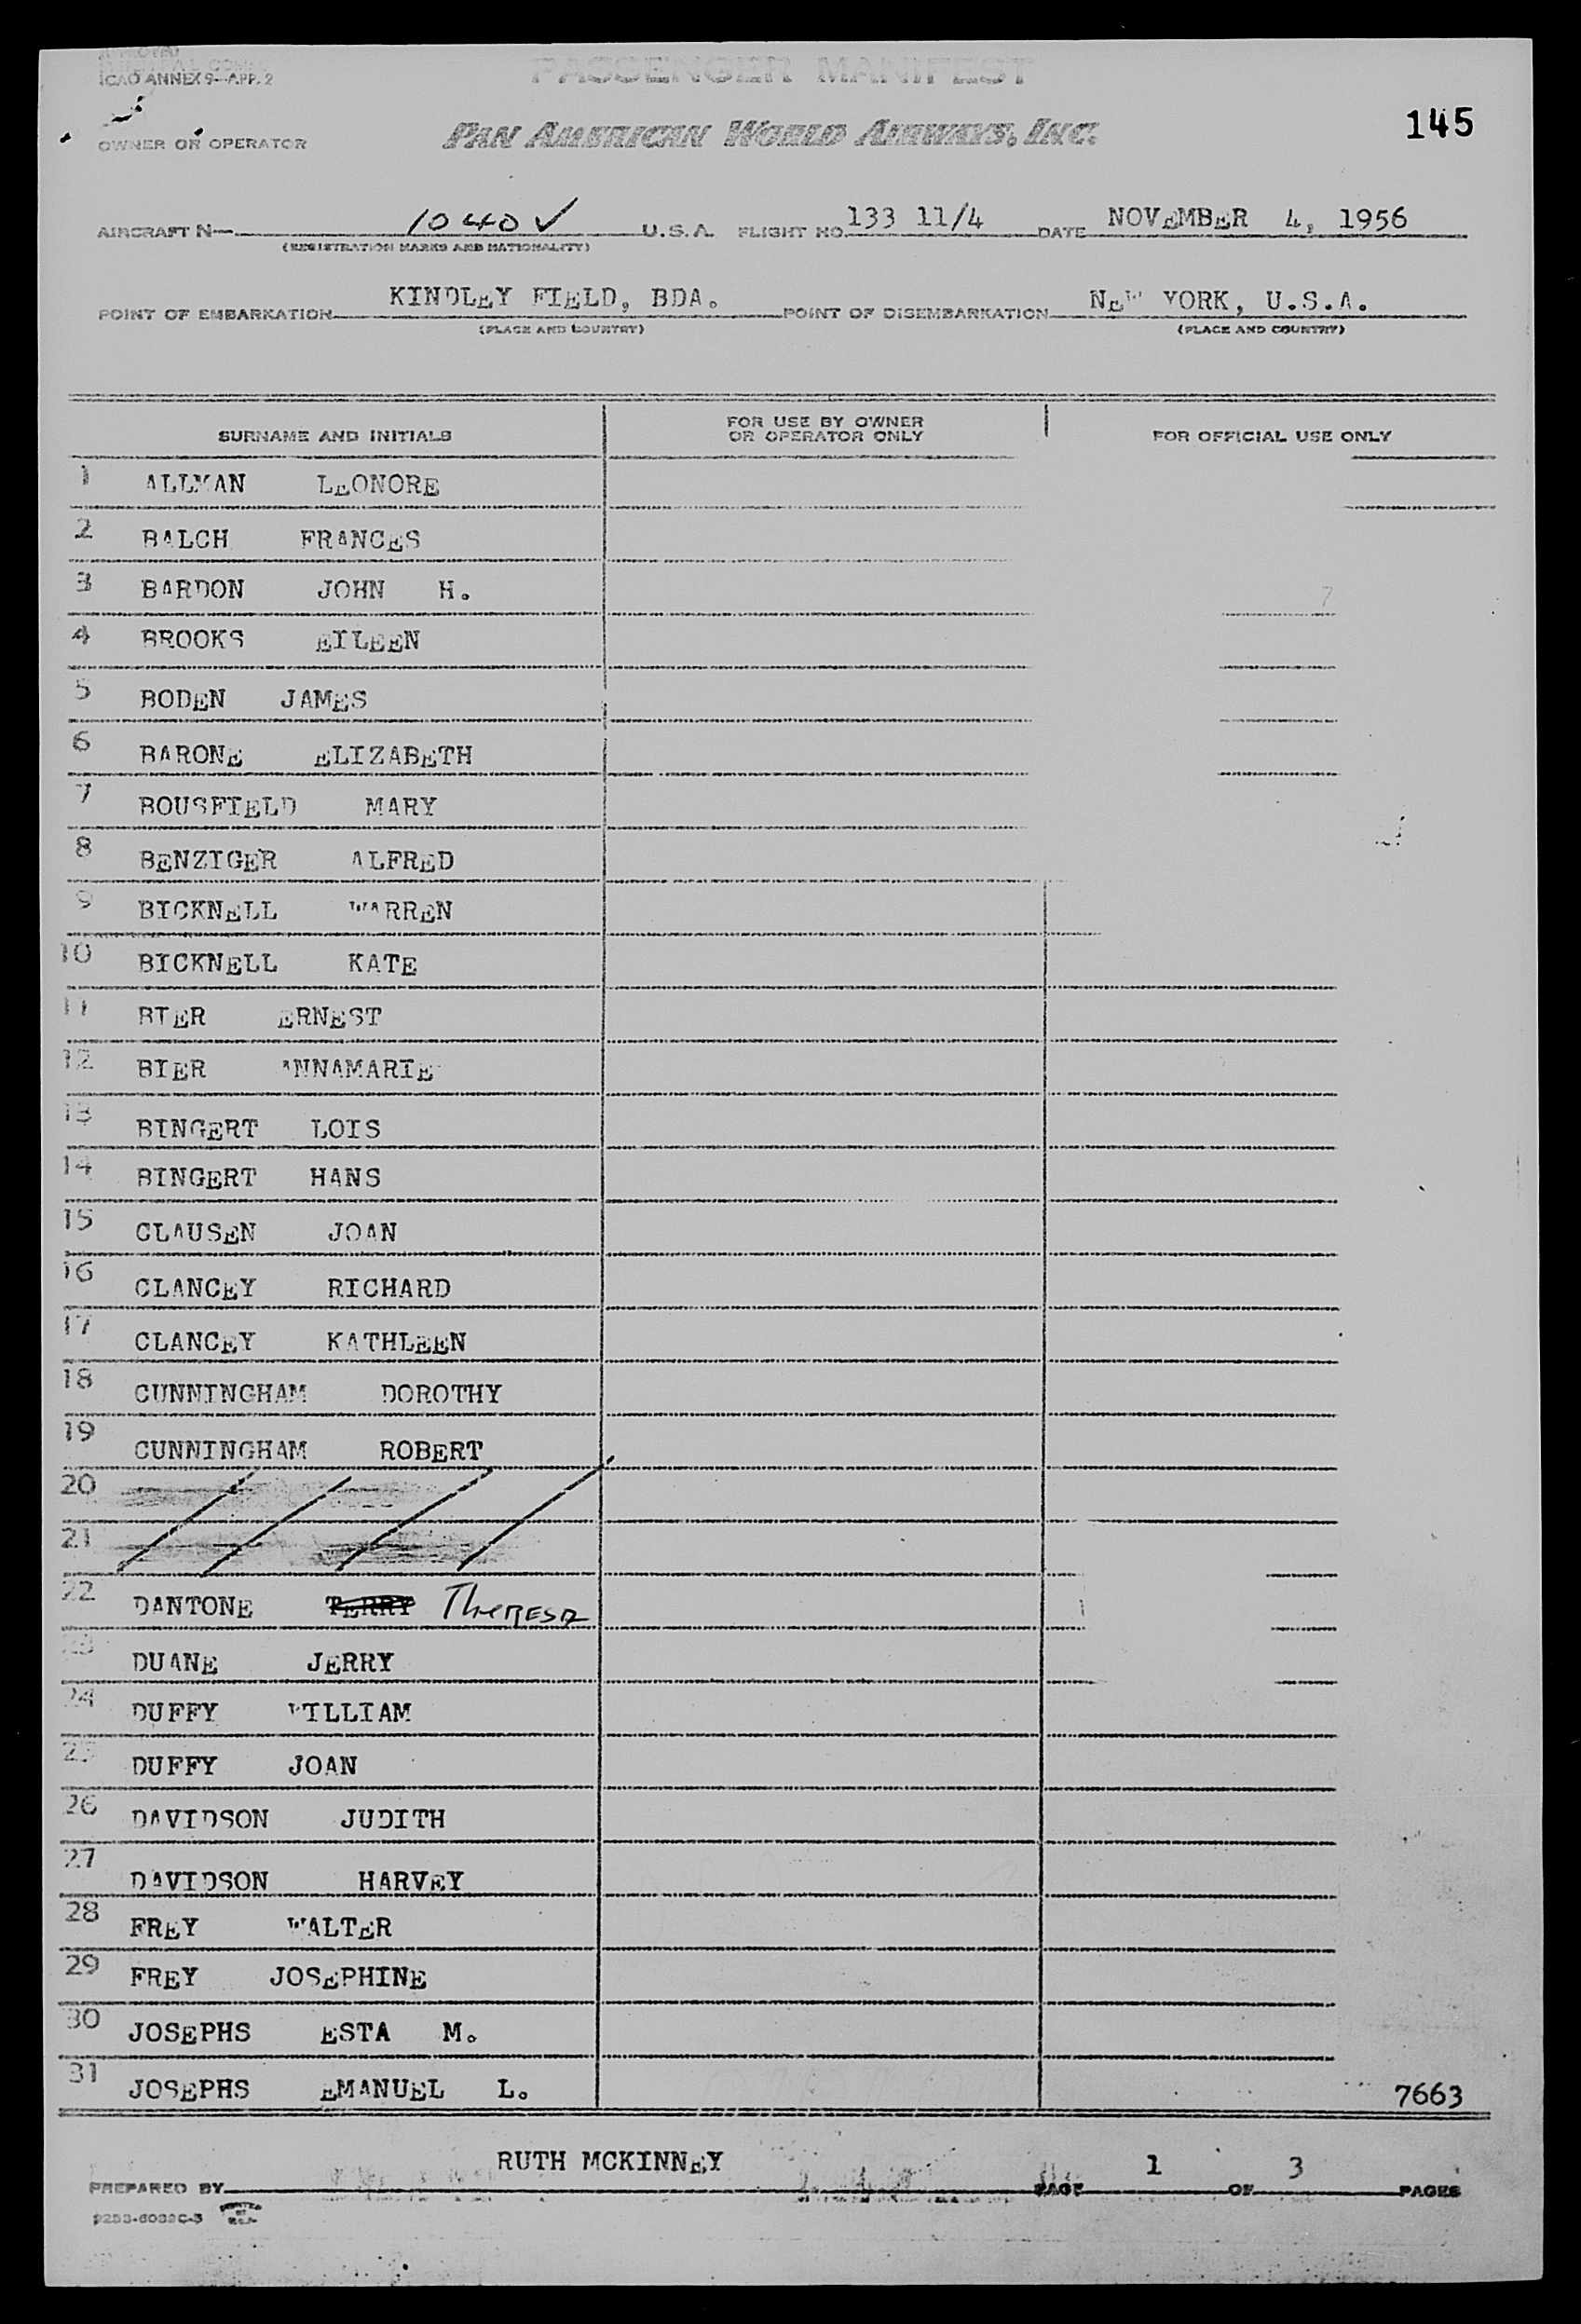 ICAO ANNEX 9—APP. 2
PASSENGER MANIFEST
145
OWNER OR OPERATOR PAN AMERICAN WORLD AIRWAYS, INC.
AIRCRAFT N— 1040V U.S.A. FLIGHT NO. 133 11/4 DATE NOVEMBER 4, 1956
(REGISTRATION MARKS AND NATIONALITY)
POINT OF EMBARKATION KINDLEY FIELD, BDA. POINT OF DISEMBARKATION NEW YORK, U.S.A.
(PLACE AND COUNTRY) (PLACE AND COUNTRY)
SURNAME AND INITIALS FOR USE BY OWNER OR OPERATOR ONLY FOR OFFICIAL USE ONLY
1 ALLMAN LEONORE
2 BALCH FRANCES
3 BARDON JOHN H.
4 BROOKS EILEEN
5 BODEN JAMES
6 BARONE ELIZABETH
7 BOUSFIELD MARY
8 BENZIGER ALFRED
9 BICKNELL WARREN
10 BICKNELL KATE
11 BIER ERNEST
12 BIER ANNAMARIE
13 BINGERT LOIS
14 BINGERT HANS
15 CLAUSEN JOAN
16 CLANCEY RICHARD
17 CLANCEY KATHLEEN
18 CUNNINGHAM DOROTHY
19 CUNNINGHAM ROBERT
20
21
22 DANTONE TERRY THERESA
23 DUANE JERRY
24 DUFFY WILLIAM
25 DUFFY JOAN
26 DAVIDSON JUDITH
27 DAVIDSON HARVEY
28 FREY WALTER
29 FREY JOSEPHINE
30 JOSEPHS ESTA M.
31 JOSEPHS EMANUEL L.
7663
PREPARED BY RUTH MCKINNEY PAGE 1 OF 3 PAGES